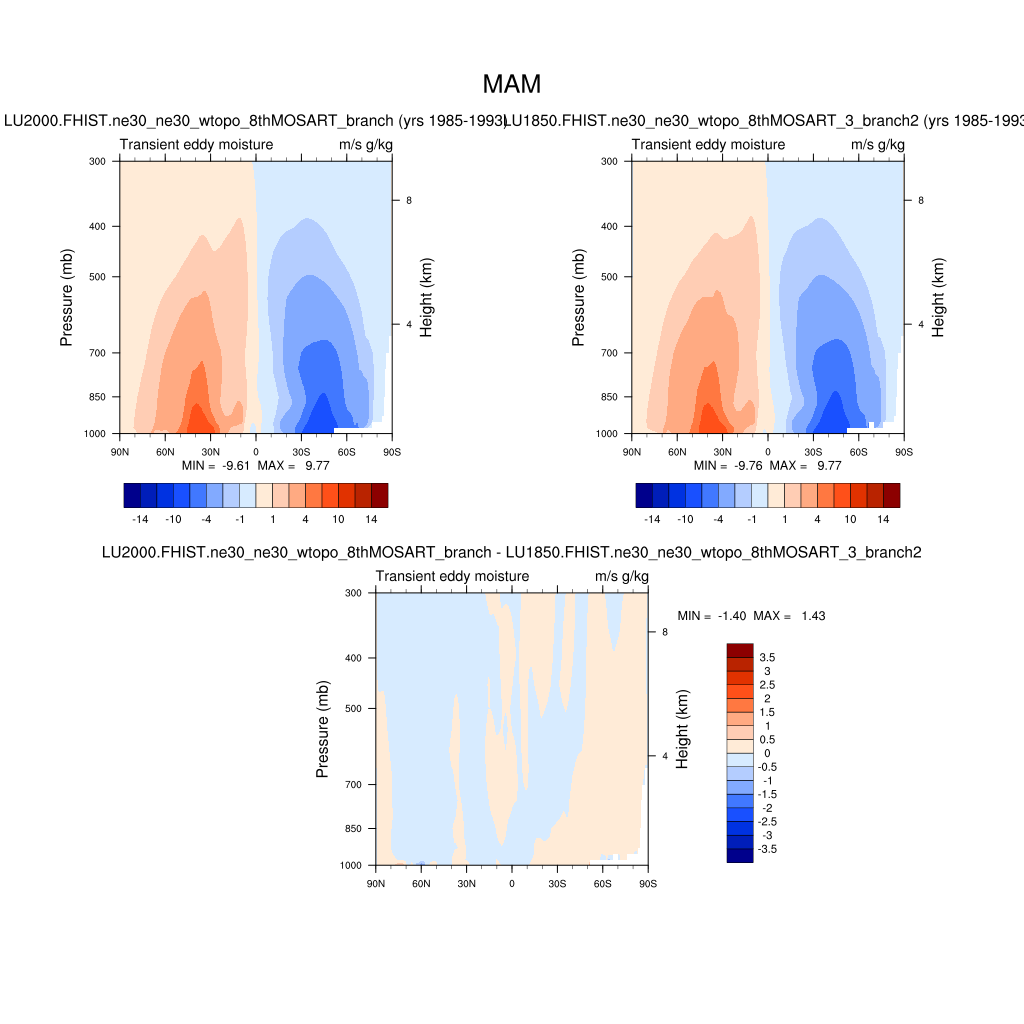 MAM
LU2000.FHIST.ne30_ne30_wtopo_8thMOSART_branch (yrs 1985-1993)
LU1850.FHIST.ne30_ne30_wtopo_8thMOSART_3_branch2 (yrs 1985-1993
Transient eddy moisture m/s g/kg
300
400
500
700
850
1000
Pressure (mb)
8
4
Height (km)
90N 60N 30N 0 30S 60S 90S
MIN = -9.61 MAX = 9.77
-14 -10 -4 -1 1 4 10 14
Transient eddy moisture m/s g/kg
300
400
500
700
850
1000
Pressure (mb)
8
4
Height (km)
90N 60N 30N 0 30S 60S 90S
MIN = -9.76 MAX = 9.77
-14 -10 -4 -1 1 4 10 14
LU2000.FHIST.ne30_ne30_wtopo_8thMOSART_branch - LU1850.FHIST.ne30_ne30_wtopo_8thMOSART_3_branch2
Transient eddy moisture m/s g/kg
300
400
500
700
850
1000
Pressure (mb)
8
4
Height (km)
90N 60N 30N 0 30S 60S 90S
MIN = -1.40 MAX = 1.43
3.5
3
2.5
2
1.5
1
0.5
0
-0.5
-1
-1.5
-2
-2.5
-3
-3.5